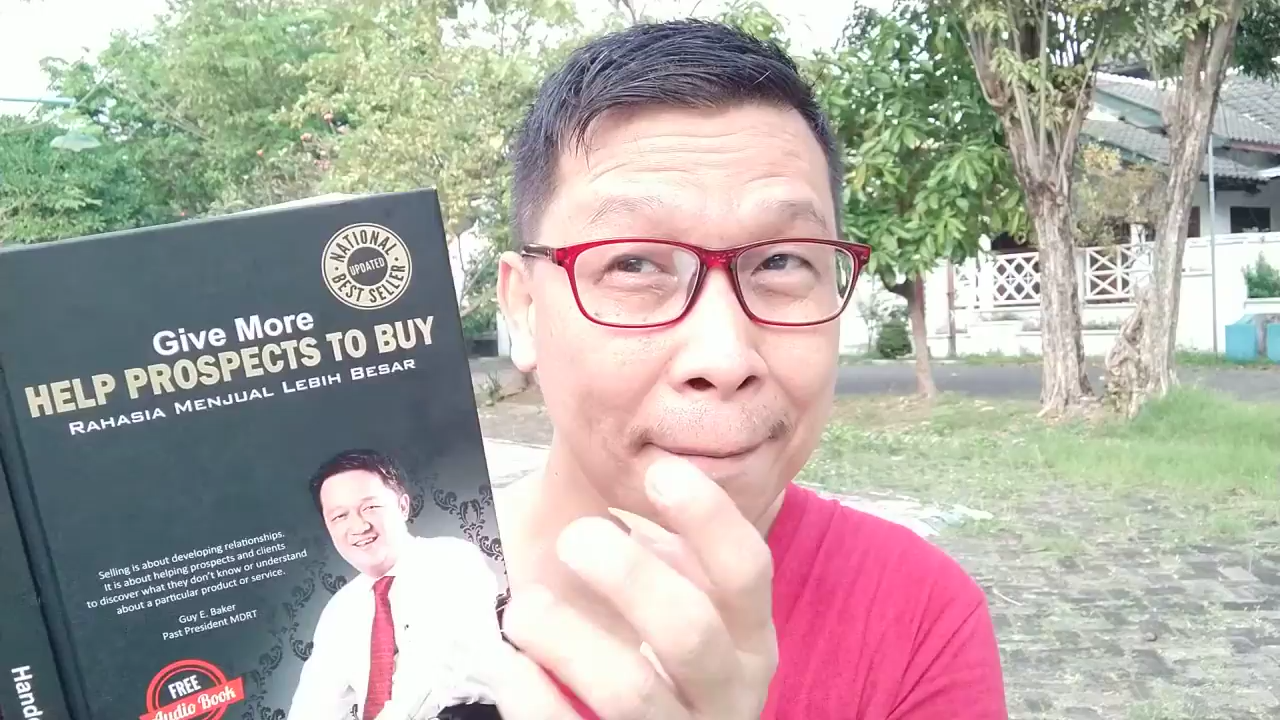 NATIONAL
UPDATED
BEST SELLER
Give More
HELP PROSPECTS TO BUY
RAHASIA MENJUAL LEBIH BESAR
Selling is about developing relationships.
It is about helping prospects and clients
to discover what they don't know or understand
about a particular product or service.
Guy E. Baker
Past President MDRT
FREE
Audio Book